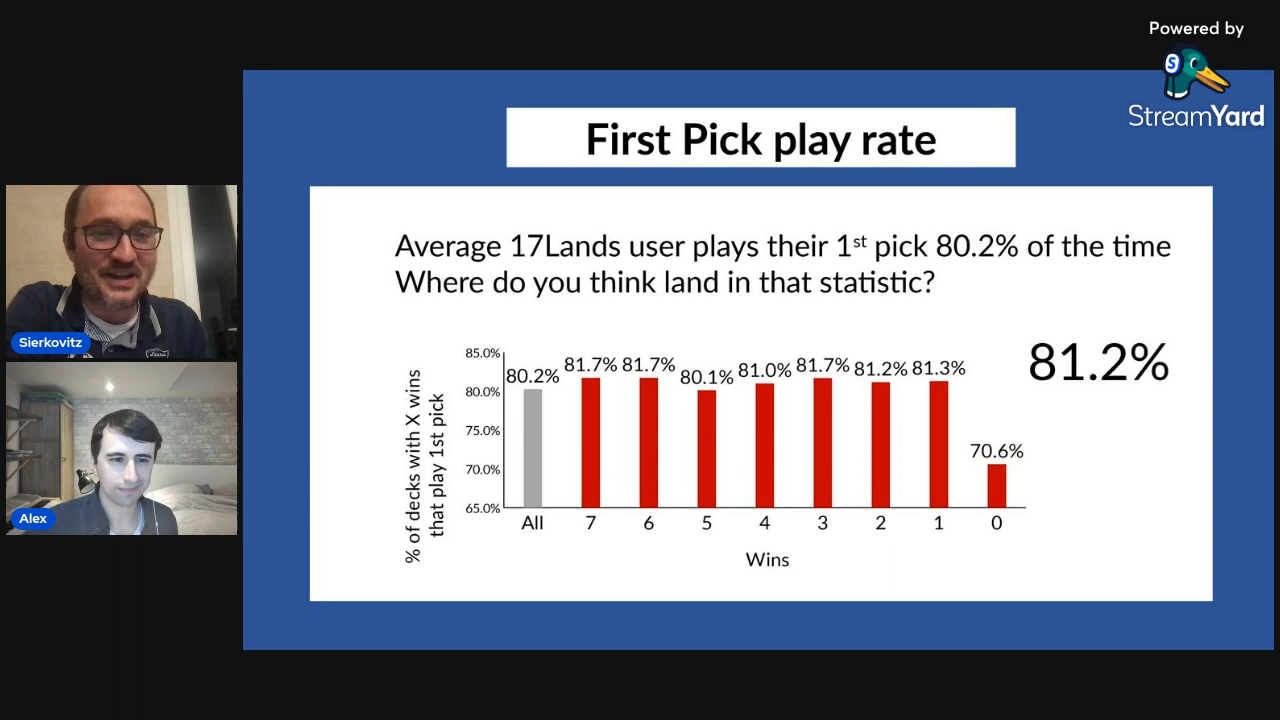 Powered by
StreamYard
First Pick play rate
Average 17Lands user plays their 1st pick 80.2% of the time
Where do you think land in that statistic?
81.2%
% of decks with X wins
that play 1st pick
85.0%
80.0%
75.0%
70.0%
65.0%
80.2%
81.7%
81.7%
80.1%
81.0%
81.7%
81.2%
81.3%
70.6%
All
7
6
5
4
3
2
1
0
Wins
Sierkovitz
Alex